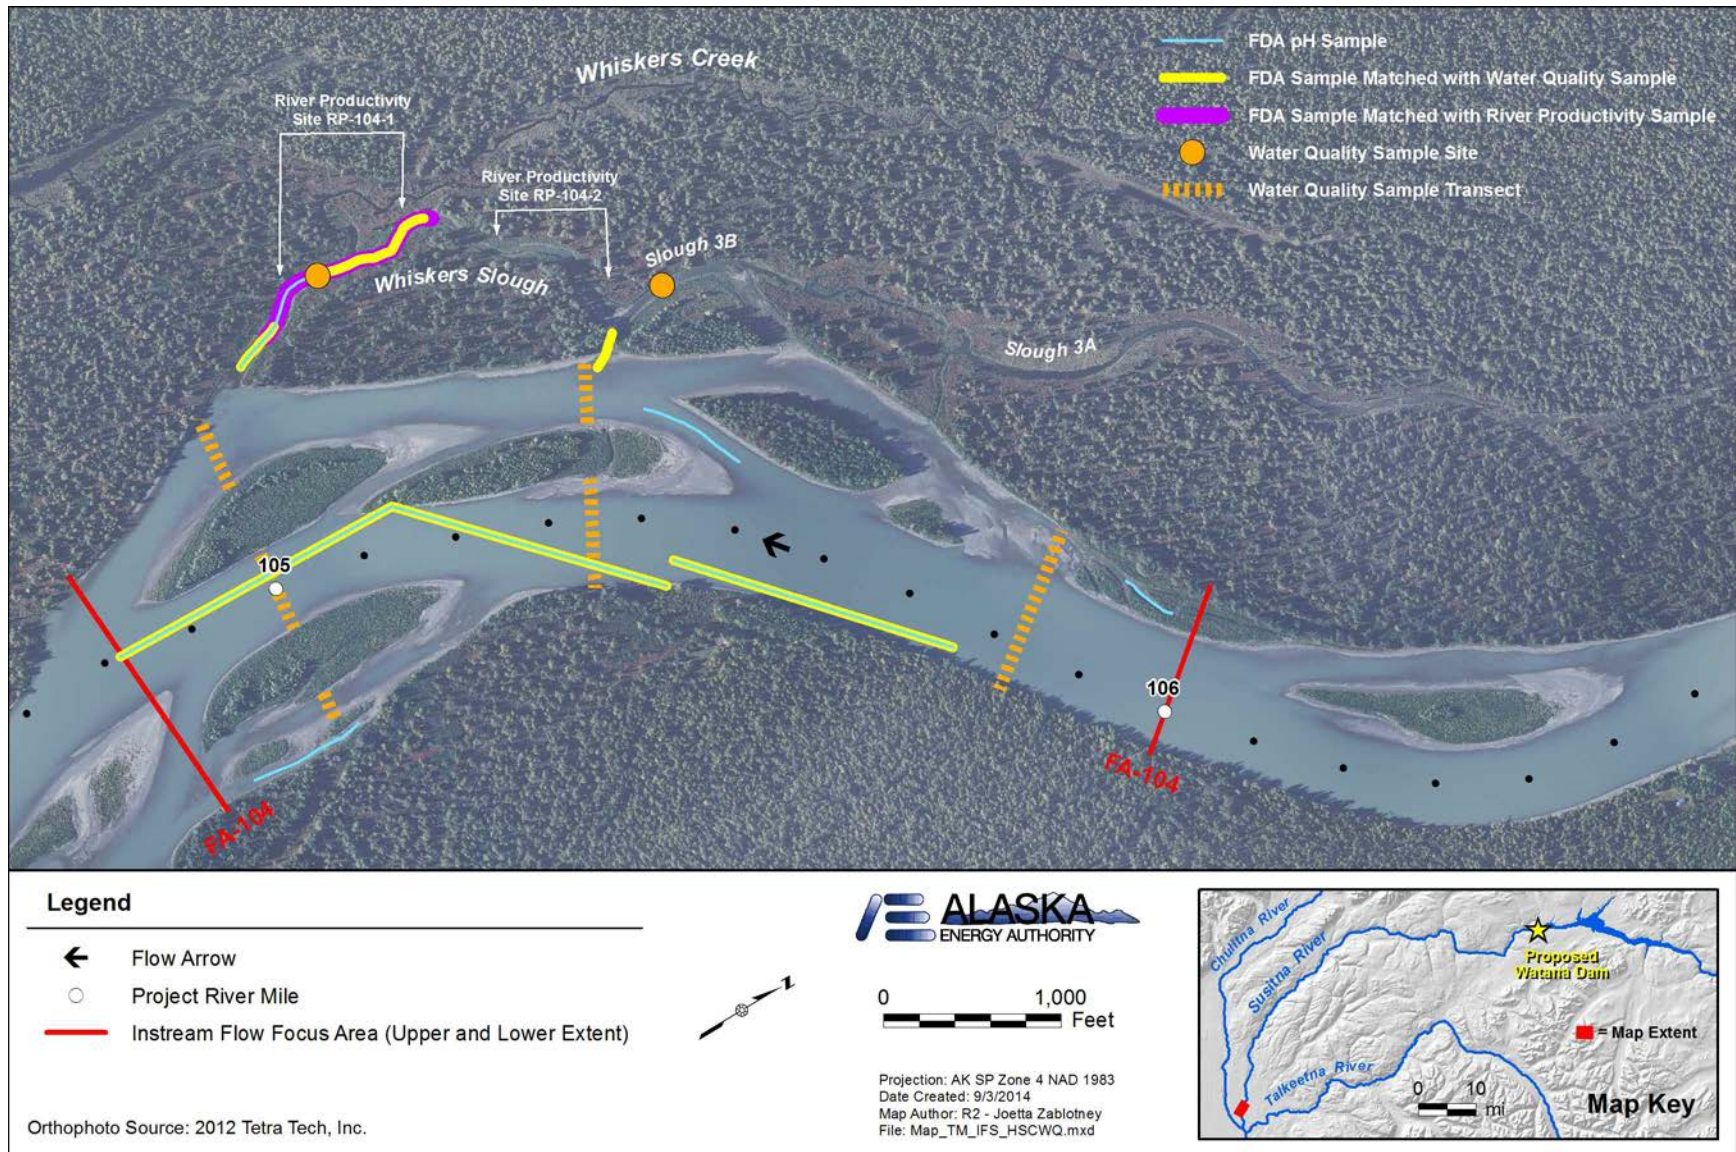 Whiskers Creek
River Productivity
Site RP-104-1
River Productivity
Site RP-104-2
FDA pH Sample
FDA Sample Matched with Water Quality Sample
FDA Sample Matched with River Productivity Sample
Water Quality Sample Site
Water Quality Sample Transect
Slough 3B
Whiskers Slough
Slough 3A
105
106
FA-104
FA-104
Legend
Flow Arrow
Project River Mile
Instream Flow Focus Area (Upper and Lower Extent)
Orthophoto Source: 2012 Tetra Tech, Inc.
ALASKA
ENERGY AUTHORITY
Z
0 1,000
Feet
Projection: AK SP Zone 4 NAD 1983
Date Created: 9/3/2014
Map Author: R2 - Joetta Zablotney
File: Map_TM_IFS_HSCWQ.mxd
Chulitna River
Susitna River
Proposed
Watana Dam
= Map Extent
Talkeetna River
0 10
mi
Map Key